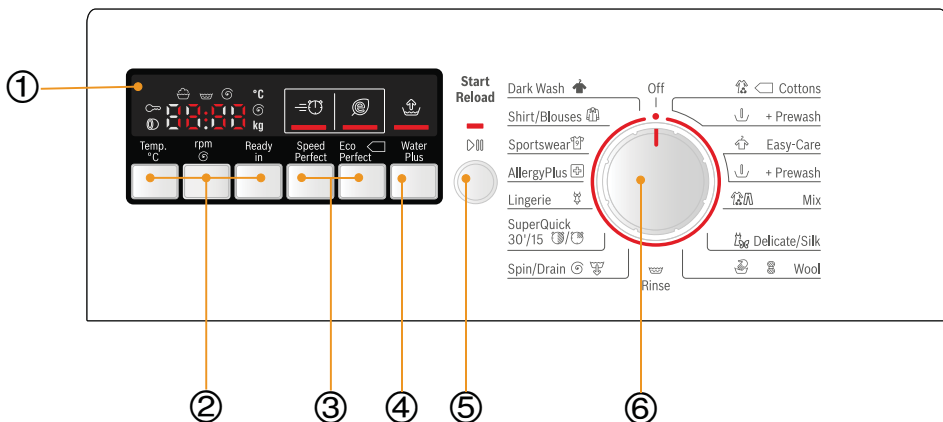 ①
°C
kg
Temp.
°C
rpm
Ready
in
Speed
Perfect
Eco
Perfect
Water
Plus
Start
Reload
Off
Dark Wash
Shirt/Blouses
Sportswear
AllergyPlus
Lingerie
SuperQuick
30'/15
Spin/Drain
Rinse
Cottons
+ Prewash
Easy-Care
+ Prewash
Mix
Delicate/Silk
Wool
②
③
④
⑤
⑥